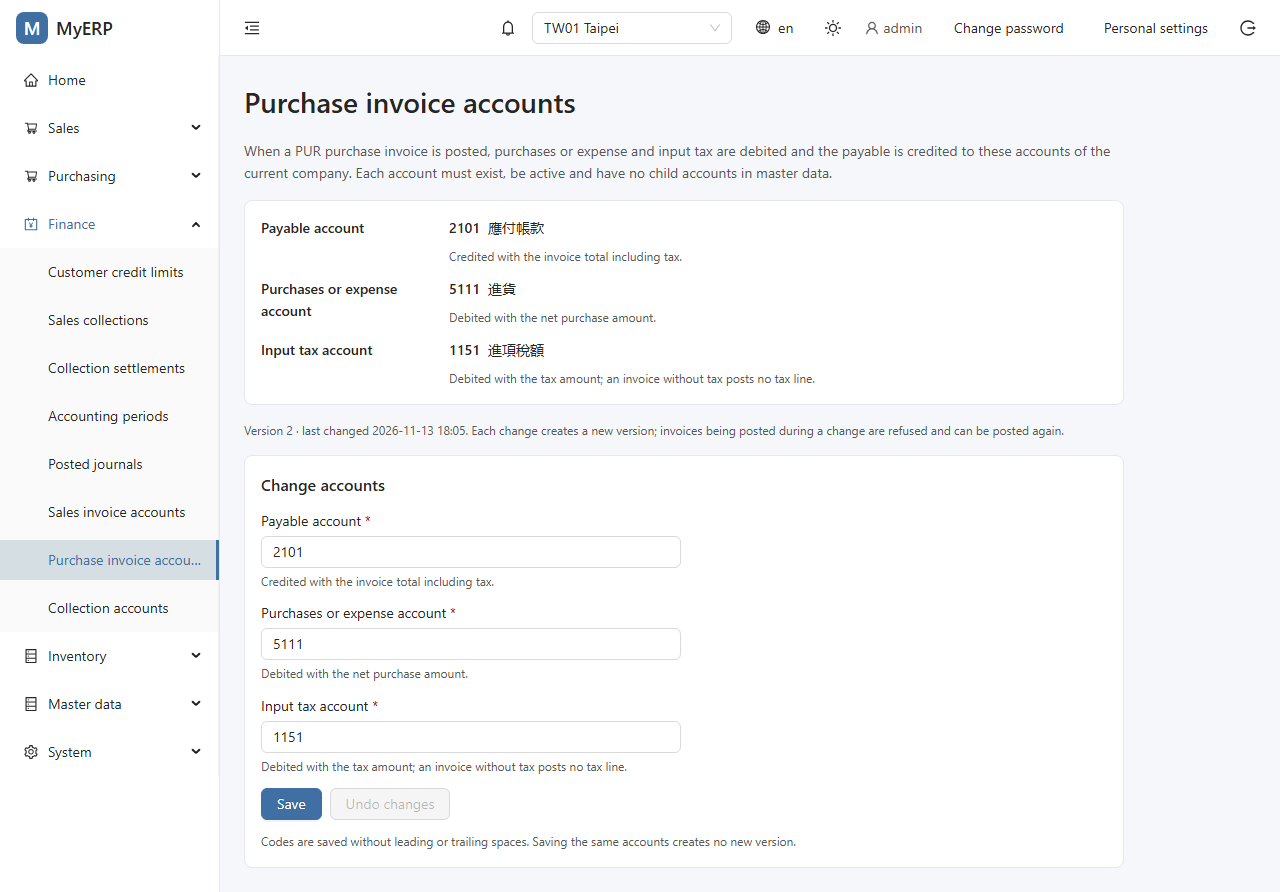 M MyERP
TW01 Taipei
en
admin
Change password
Personal settings
Home
Sales
Purchasing
Finance
Customer credit limits
Sales collections
Collection settlements
Accounting periods
Posted journals
Sales invoice accounts
Purchase invoice accou...
Collection accounts
Inventory
Master data
System
Purchase invoice accounts
When a PUR purchase invoice is posted, purchases or expense and input tax are debited and the payable is credited to these accounts of the
current company. Each account must exist, be active and have no child accounts in master data.
Payable account
2101 應付帳款
Credited with the invoice total including tax.
Purchases or expense
account
5111 進貨
Debited with the net purchase amount.
Input tax account
1151 進項稅額
Debited with the tax amount; an invoice without tax posts no tax line.
Version 2 · last changed 2026-11-13 18:05. Each change creates a new version; invoices being posted during a change are refused and can be posted again.
Change accounts
Payable account *
2101
Credited with the invoice total including tax.
Purchases or expense account *
5111
Debited with the net purchase amount.
Input tax account *
1151
Debited with the tax amount; an invoice without tax posts no tax line.
Save
Undo changes
Codes are saved without leading or trailing spaces. Saving the same accounts creates no new version.